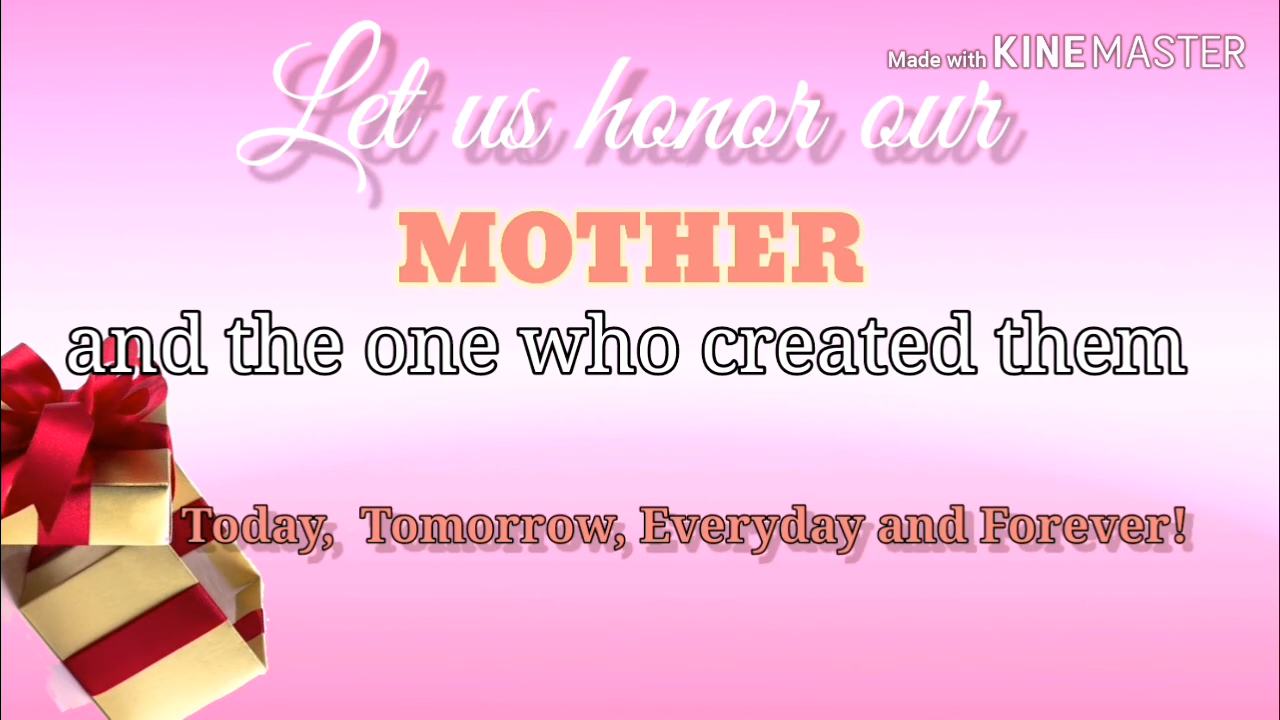 Made with KINEMASTER
Let us honor our
MOTHER
and the one who created them
Today, Tomorrow, Everyday and Forever!